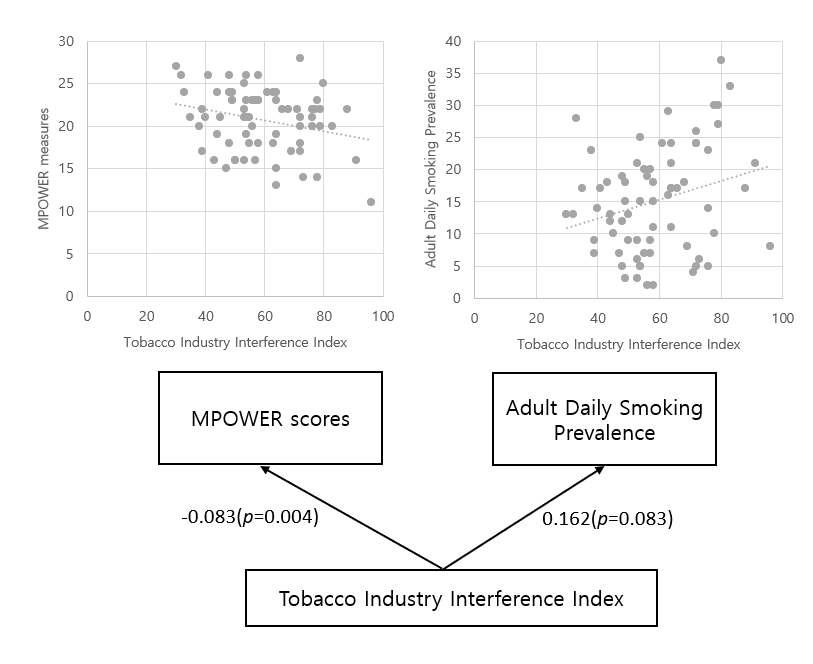 30
25
20
15
10
5
0
MPOWER measures
0 20 40 60 80 100
Tobacco Industry Interference Index
40
35
30
25
20
15
10
5
0
Adult Daily Smoking Prevalence
0 20 40 60 80 100
Tobacco Industry Interference Index
MPOWER scores
Adult Daily Smoking
Prevalence
-0.083(p=0.004)
0.162(p=0.083)
Tobacco Industry Interference Index